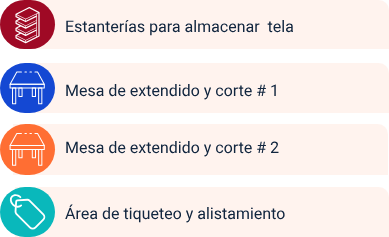 Estanterías para almacenar tela
Mesa de extendido y corte # 1
Mesa de extendido y corte # 2
Área de tiqueteo y alistamiento